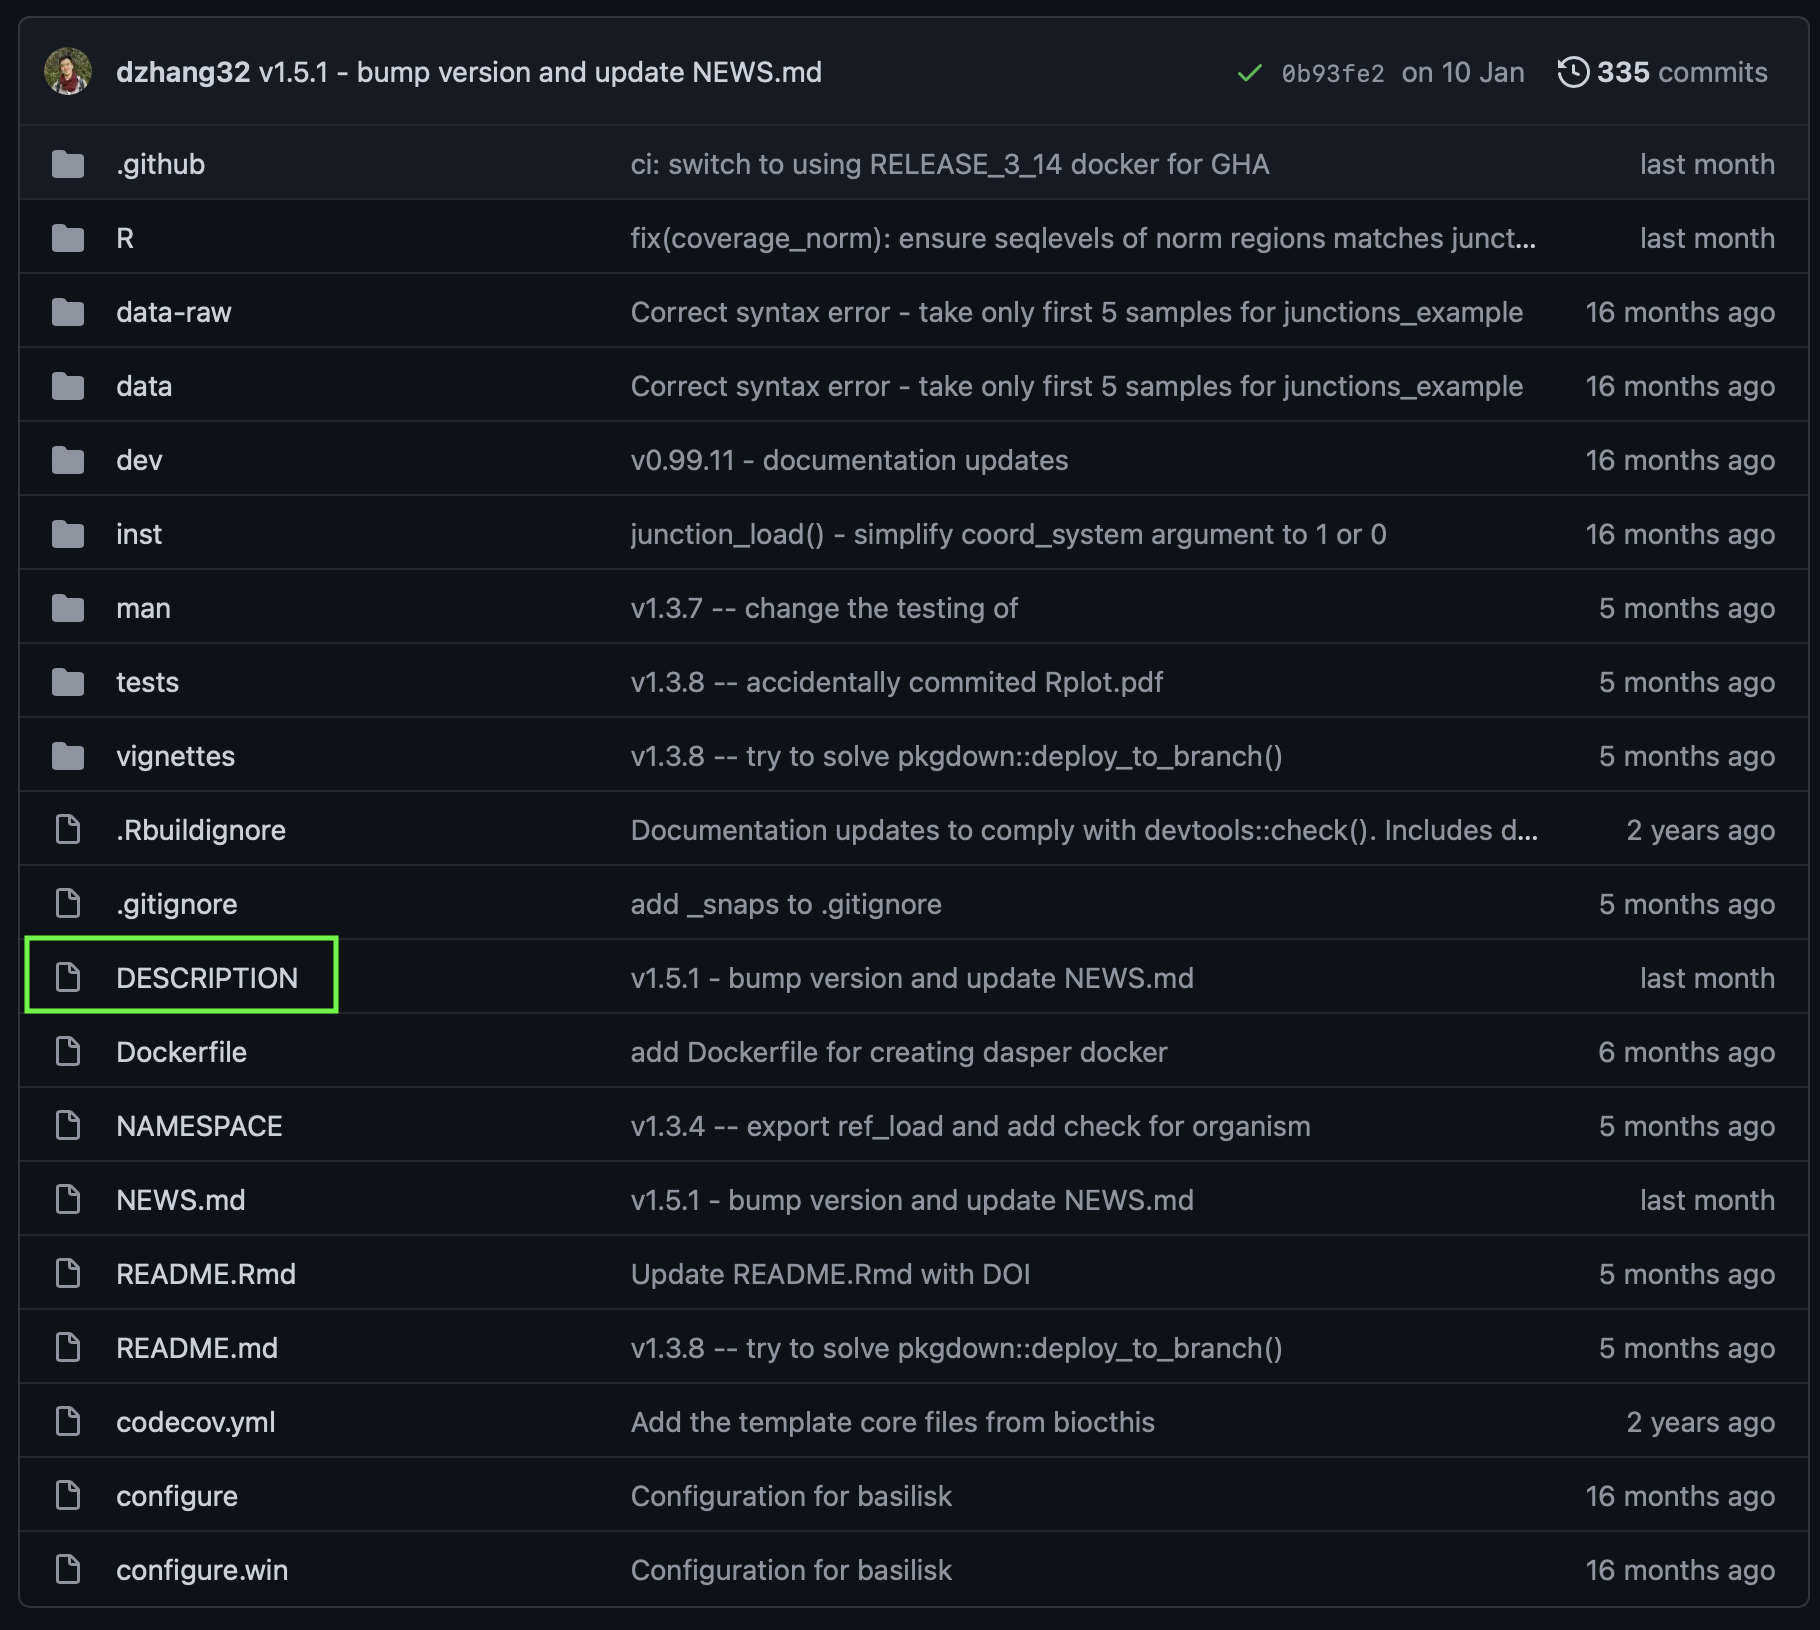 dzhang32 v1.5.1 - bump version and update NEWS.md 0b93fe2 on 10 Jan 335 commits
.github ci: switch to using RELEASE_3_14 docker for GHA last month
R fix(coverage_norm): ensure seqlevels of norm regions matches junct... last month
data-raw Correct syntax error - take only first 5 samples for junctions_example 16 months ago
data Correct syntax error - take only first 5 samples for junctions_example 16 months ago
dev v0.99.11 - documentation updates 16 months ago
inst junction_load() - simplify coord_system argument to 1 or 0 16 months ago
man v1.3.7 -- change the testing of 5 months ago
tests v1.3.8 -- accidentally commited Rplot.pdf 5 months ago
vignettes v1.3.8 -- try to solve pkgdown::deploy_to_branch() 5 months ago
.Rbuildignore Documentation updates to comply with devtools::check(). Includes d... 2 years ago
.gitignore add _snaps to .gitignore 5 months ago
DESCRIPTION v1.5.1 - bump version and update NEWS.md last month
Dockerfile add Dockerfile for creating dasper docker 6 months ago
NAMESPACE v1.3.4 -- export ref_load and add check for organism 5 months ago
NEWS.md v1.5.1 - bump version and update NEWS.md last month
README.Rmd Update README.Rmd with DOI 5 months ago
README.md v1.3.8 -- try to solve pkgdown::deploy_to_branch() 5 months ago
codecov.yml Add the template core files from biocthis 2 years ago
configure Configuration for basilisk 16 months ago
configure.win Configuration for basilisk 16 months ago